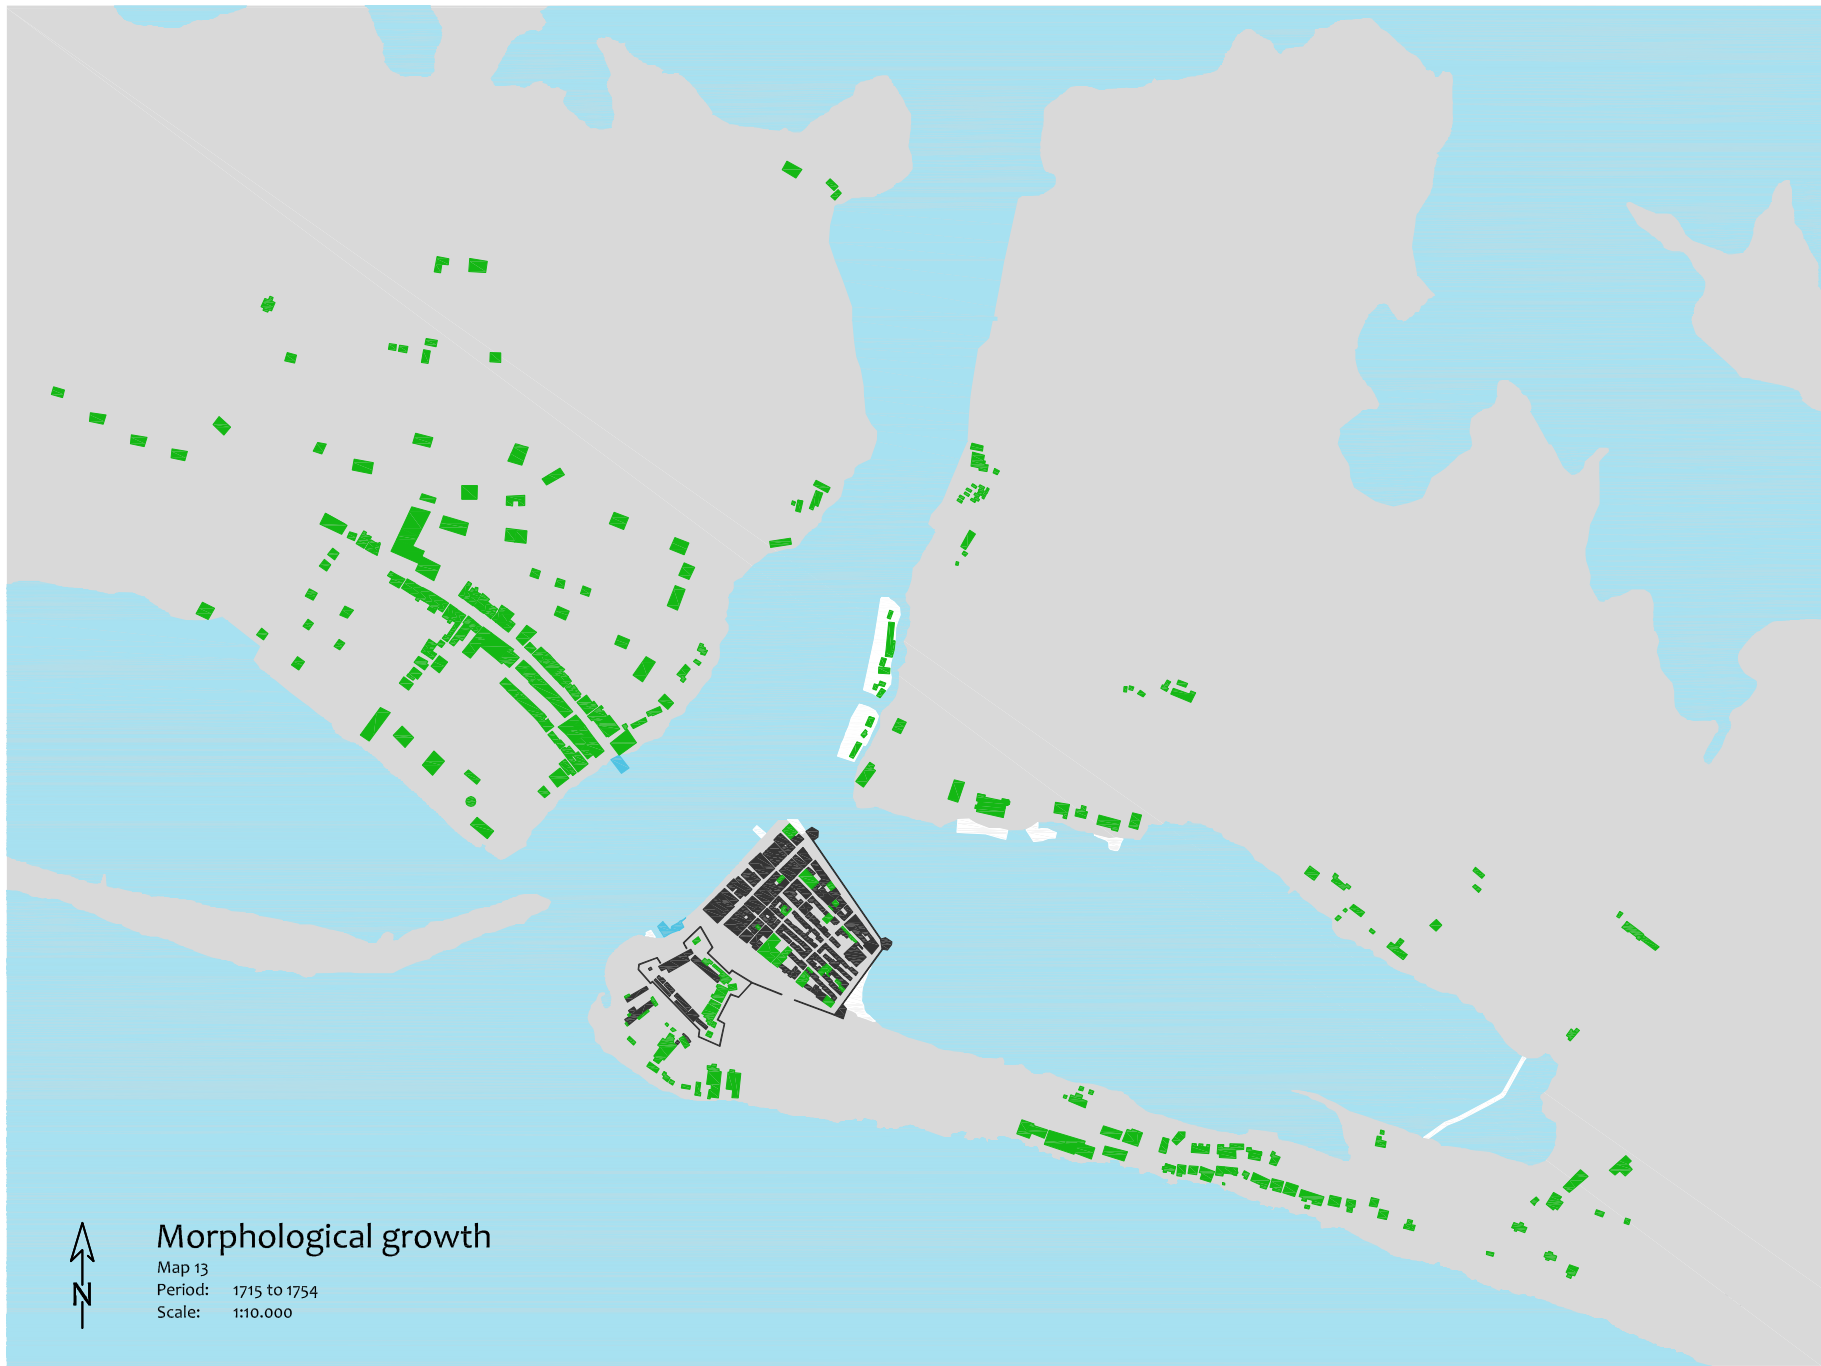 Morphological growth
Map 13
Period: 1715 to 1754
Scale: 1:10.000
N